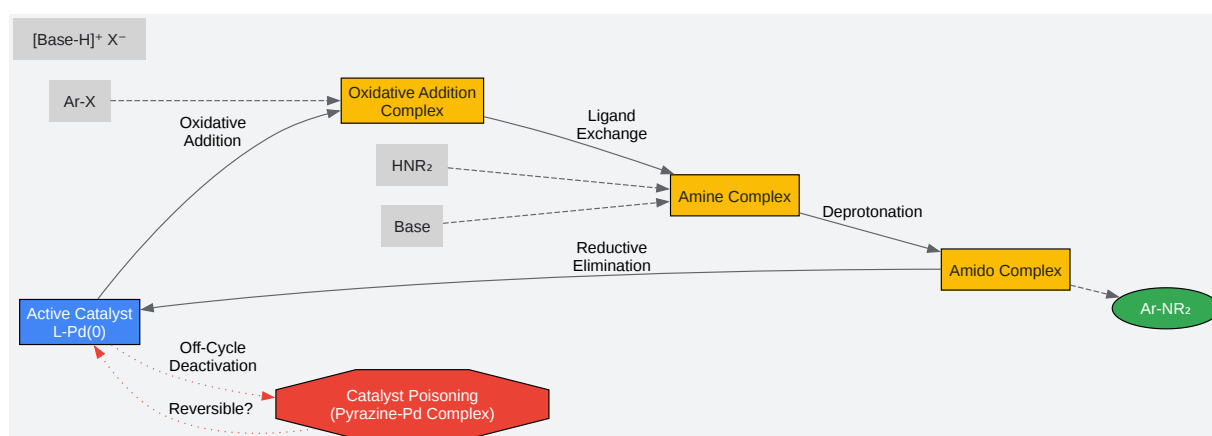 [Base-H]⁺ X⁻
Ar-X
Oxidative Addition
Complex
Oxidative
Addition
Ligand
Exchange
HNR₂
Amine Complex
Base
Deprotonation
Reductive
Elimination
Amido Complex
Ar-NR₂
Active Catalyst
L-Pd(0)
Off-Cycle
Deactivation
Catalyst Poisoning
(Pyrazine-Pd Complex)
Reversible?